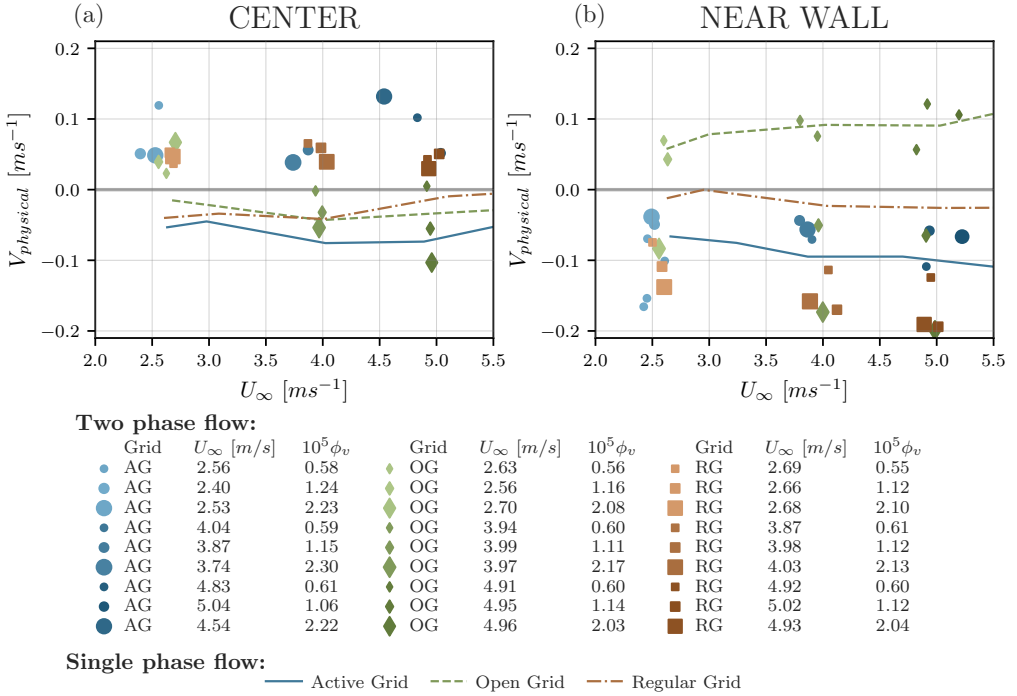 (a) CENTER
(b) NEAR WALL
0.2
0.1
0.0
−0.1
−0.2
V_physical [ms⁻¹]
2.0 2.5 3.0 3.5 4.0 4.5 5.0 5.5
U_∞ [ms⁻¹]
0.2
0.1
0.0
−0.1
−0.2
V_physical [ms⁻¹]
2.0 2.5 3.0 3.5 4.0 4.5 5.0 5.5
U_∞ [ms⁻¹]
Two phase flow:
Grid U_∞ [m/s] 10⁵ϕ_v Grid U_∞ [m/s] 10⁵ϕ_v Grid U_∞ [m/s] 10⁵ϕ_v
AG 2.56 0.58 OG 2.63 0.56 RG 2.69 0.55
AG 2.40 1.24 OG 2.56 1.16 RG 2.66 1.12
AG 2.53 2.23 OG 2.70 2.08 RG 2.68 2.10
AG 4.04 0.59 OG 3.94 0.60 RG 3.87 0.61
AG 3.87 1.15 OG 3.99 1.11 RG 3.98 1.12
AG 3.74 2.30 OG 3.97 2.17 RG 4.03 2.13
AG 4.83 0.61 OG 4.91 0.60 RG 4.92 0.60
AG 5.04 1.06 OG 4.95 1.14 RG 5.02 1.12
AG 4.54 2.22 OG 4.96 2.03 RG 4.93 2.04
Single phase flow:
Active Grid Open Grid Regular Grid